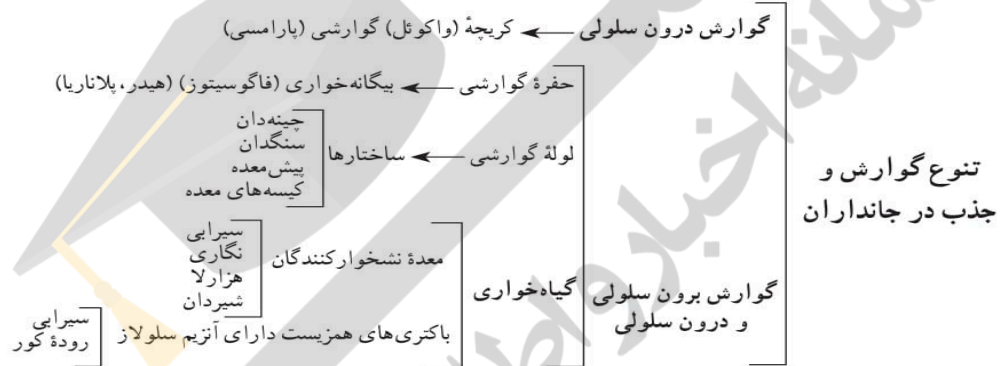 تنوع گوارش و
جذب در جانداران
گوارش درون سلولی ← کریچهٔ (واکوئل) گوارشی (پارامسی)
گوارش برون سلولی
و درون سلولی
حفرهٔ گوارشی ← بیگانه‌خواری (فاگوسیتوز) (هیدر، پلاناریا)
لولهٔ گوارشی ← ساختارها
چینه‌دان
سنگدان
پیش‌معده
کیسه‌های معده
گیاه‌خواری
معدهٔ نشخوارکنندگان
سیرابی
نگاری
هزارلا
شیردان
باکتری‌های همزیست دارای آنزیم سلولاز
سیرابی
رودهٔ کور